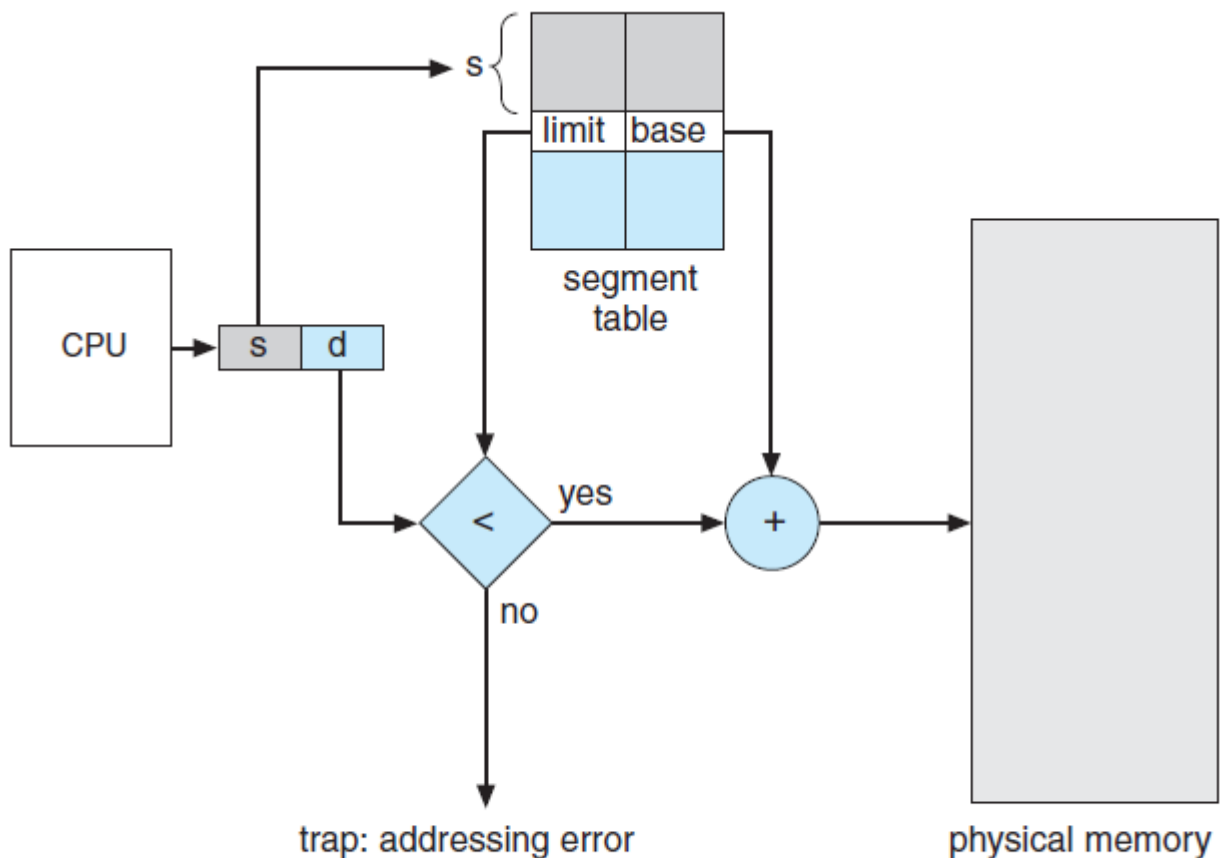 s
limit base
segment
table
CPU
s d
yes
<
+
no
trap: addressing error
physical memory